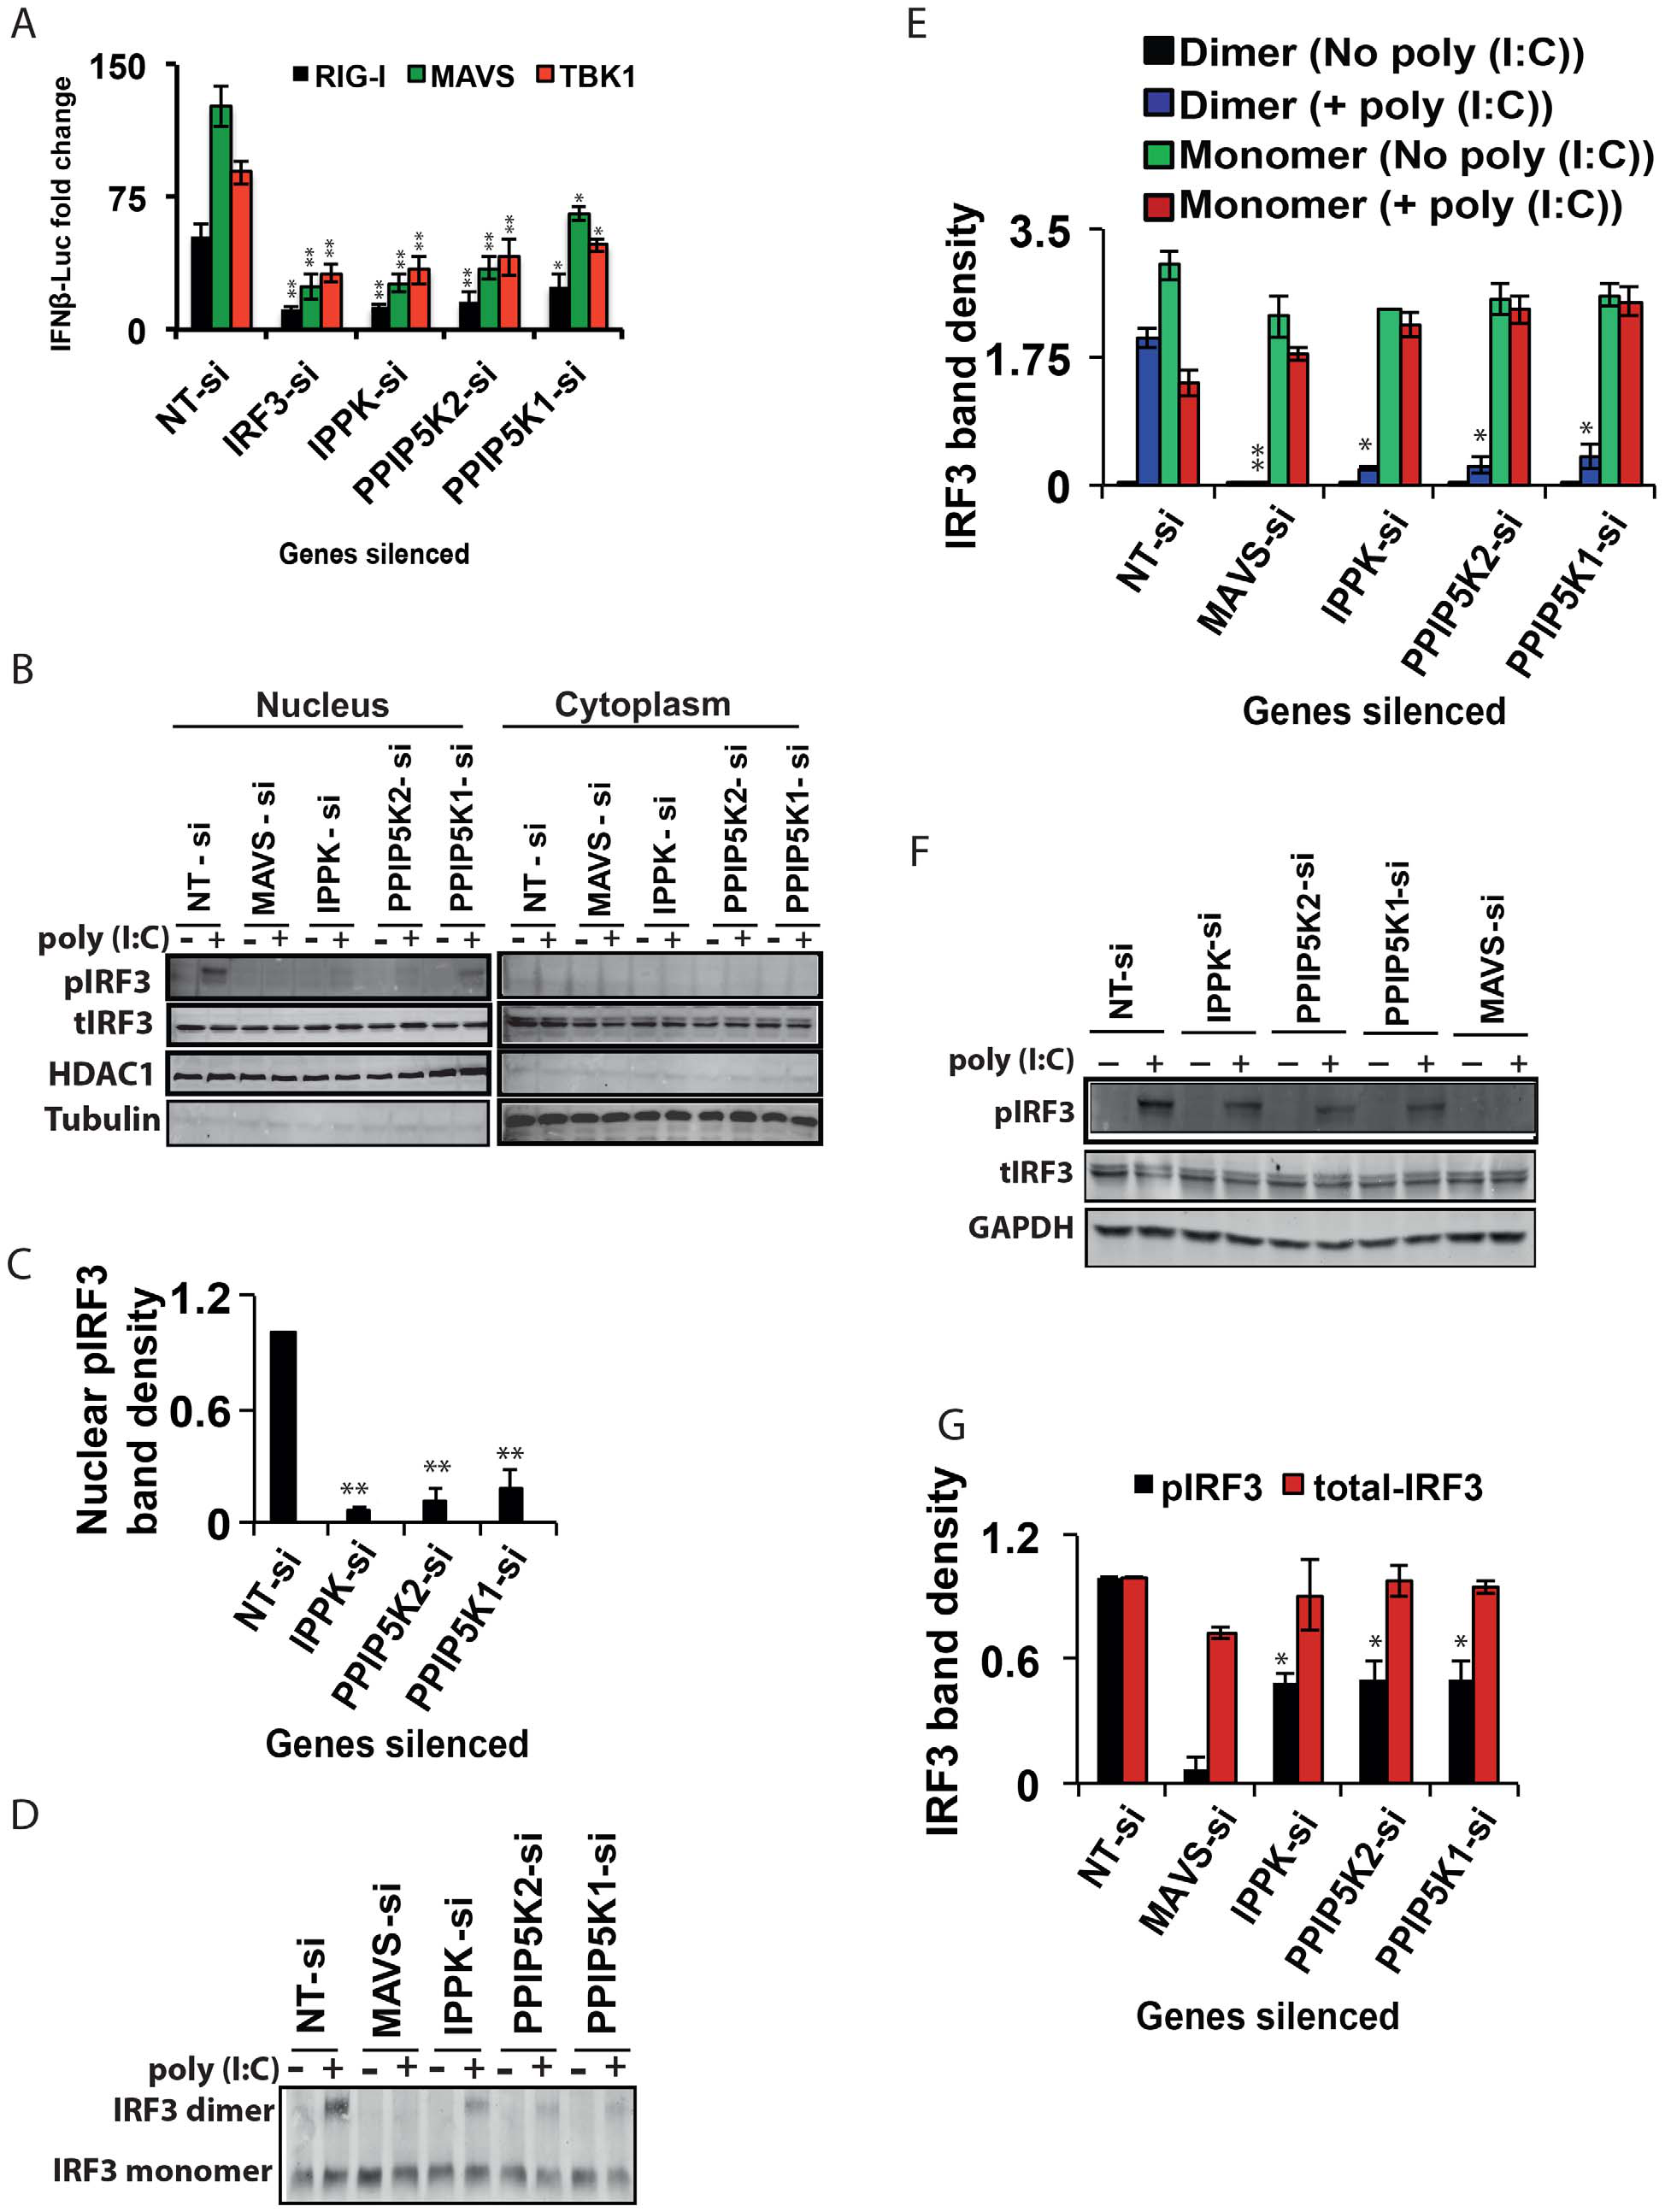 A
150
75
0
IFNβ-Luc fold change
RIG-I MAVS TBK1
** ** ** ** ** ** ** ** ** * * *
NT-si IRF3-si IPPK-si PPIP5K2-si PPIP5K1-si
Genes silenced
B
Nucleus Cytoplasm
NT - si MAVS - si IPPK - si PPIP5K2- si PPIP5K1- si NT - si MAVS - si IPPK - si PPIP5K2- si PPIP5K1- si
poly (I:C) - + - + - + - + - + - + - + - + - + - +
pIRF3
tIRF3
HDAC1
Tubulin
C
Nuclear pIRF3
band density
1.2
0.6
0
** ** **
NT-si IPPK-si PPIP5K2-si PPIP5K1-si
Genes silenced
D
NT-si MAVS-si IPPK-si PPIP5K2-si PPIP5K1-si
poly (I:C) - + - + - + - + - +
IRF3 dimer
IRF3 monomer
E
Dimer (No poly (I:C))
Dimer (+ poly (I:C))
Monomer (No poly (I:C))
Monomer (+ poly (I:C))
IRF3 band density
3.5
1.75
0
** * * *
NT-si MAVS-si IPPK-si PPIP5K2-si PPIP5K1-si
Genes silenced
F
NT-si IPPK-si PPIP5K2-si PPIP5K1-si MAVS-si
poly (I:C) – + – + – + – + – +
pIRF3
tIRF3
GAPDH
G
pIRF3 total-IRF3
IRF3 band density
1.2
0.6
0
* * *
NT-si MAVS-si IPPK-si PPIP5K2-si PPIP5K1-si
Genes silenced